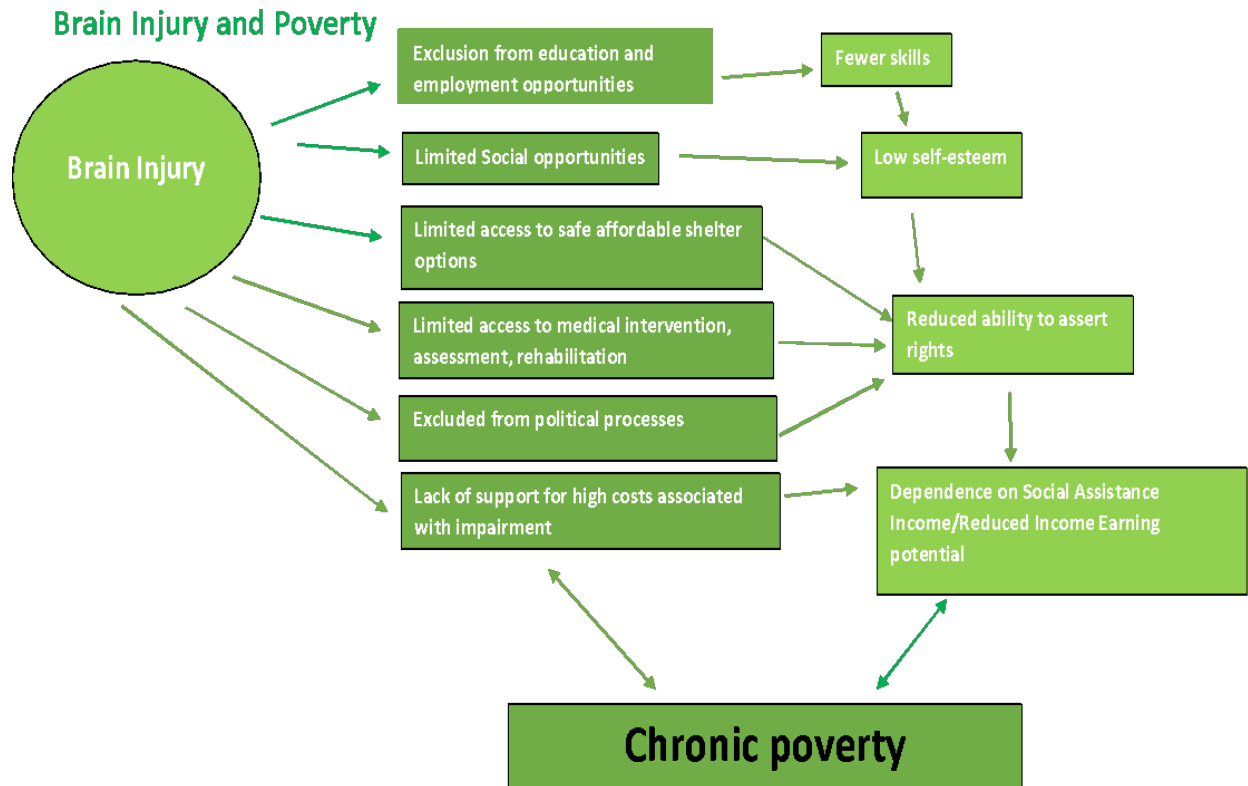 Brain Injury and Poverty
Brain Injury
Exclusion from education and
employment opportunities
Fewer skills
Limited Social opportunities
Low self-esteem
Limited access to safe affordable shelter
options
Limited access to medical intervention,
assessment, rehabilitation
Reduced ability to assert
rights
Excluded from political processes
Lack of support for high costs associated
with impairment
Dependence on Social Assistance
Income/Reduced Income Earning
potential
Chronic poverty